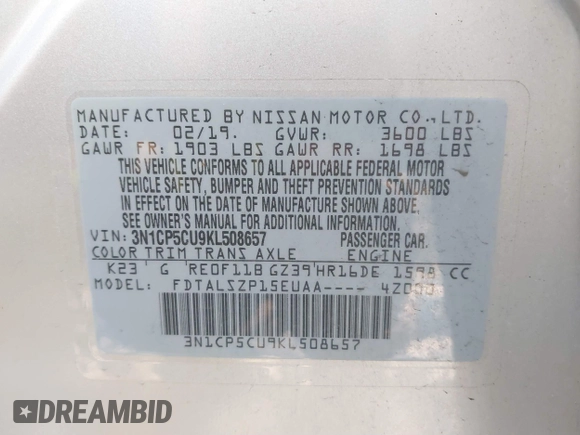 MANUFACTURED BY NISSAN MOTOR CO., LTD.
DATE: 02/19. GVWR: 3600 LBS
GAWR FR: 1903 LBS GAWR RR: 1698 LBS
THIS VEHICLE CONFORMS TO ALL APPLICABLE FEDERAL MOTOR
VEHICLE SAFETY, BUMPER AND THEFT PREVENTION STANDARDS
IN EFFECT ON THE DATE OF MANUFACTURE SHOWN ABOVE.
SEE OWNER'S MANUAL FOR ADDITIONAL INFORMATION.
VIN: 3N1CP5CU9KL508657 PASSENGER CAR.
COLOR TRIM TRANS AXLE ENGINE
K23 G RE0F11B GZ39 HR16DE 1598 CC
MODEL: FDTALSZP15EUAA---- 4Z000
3N1CP5CU9KL508657
DREAMBID